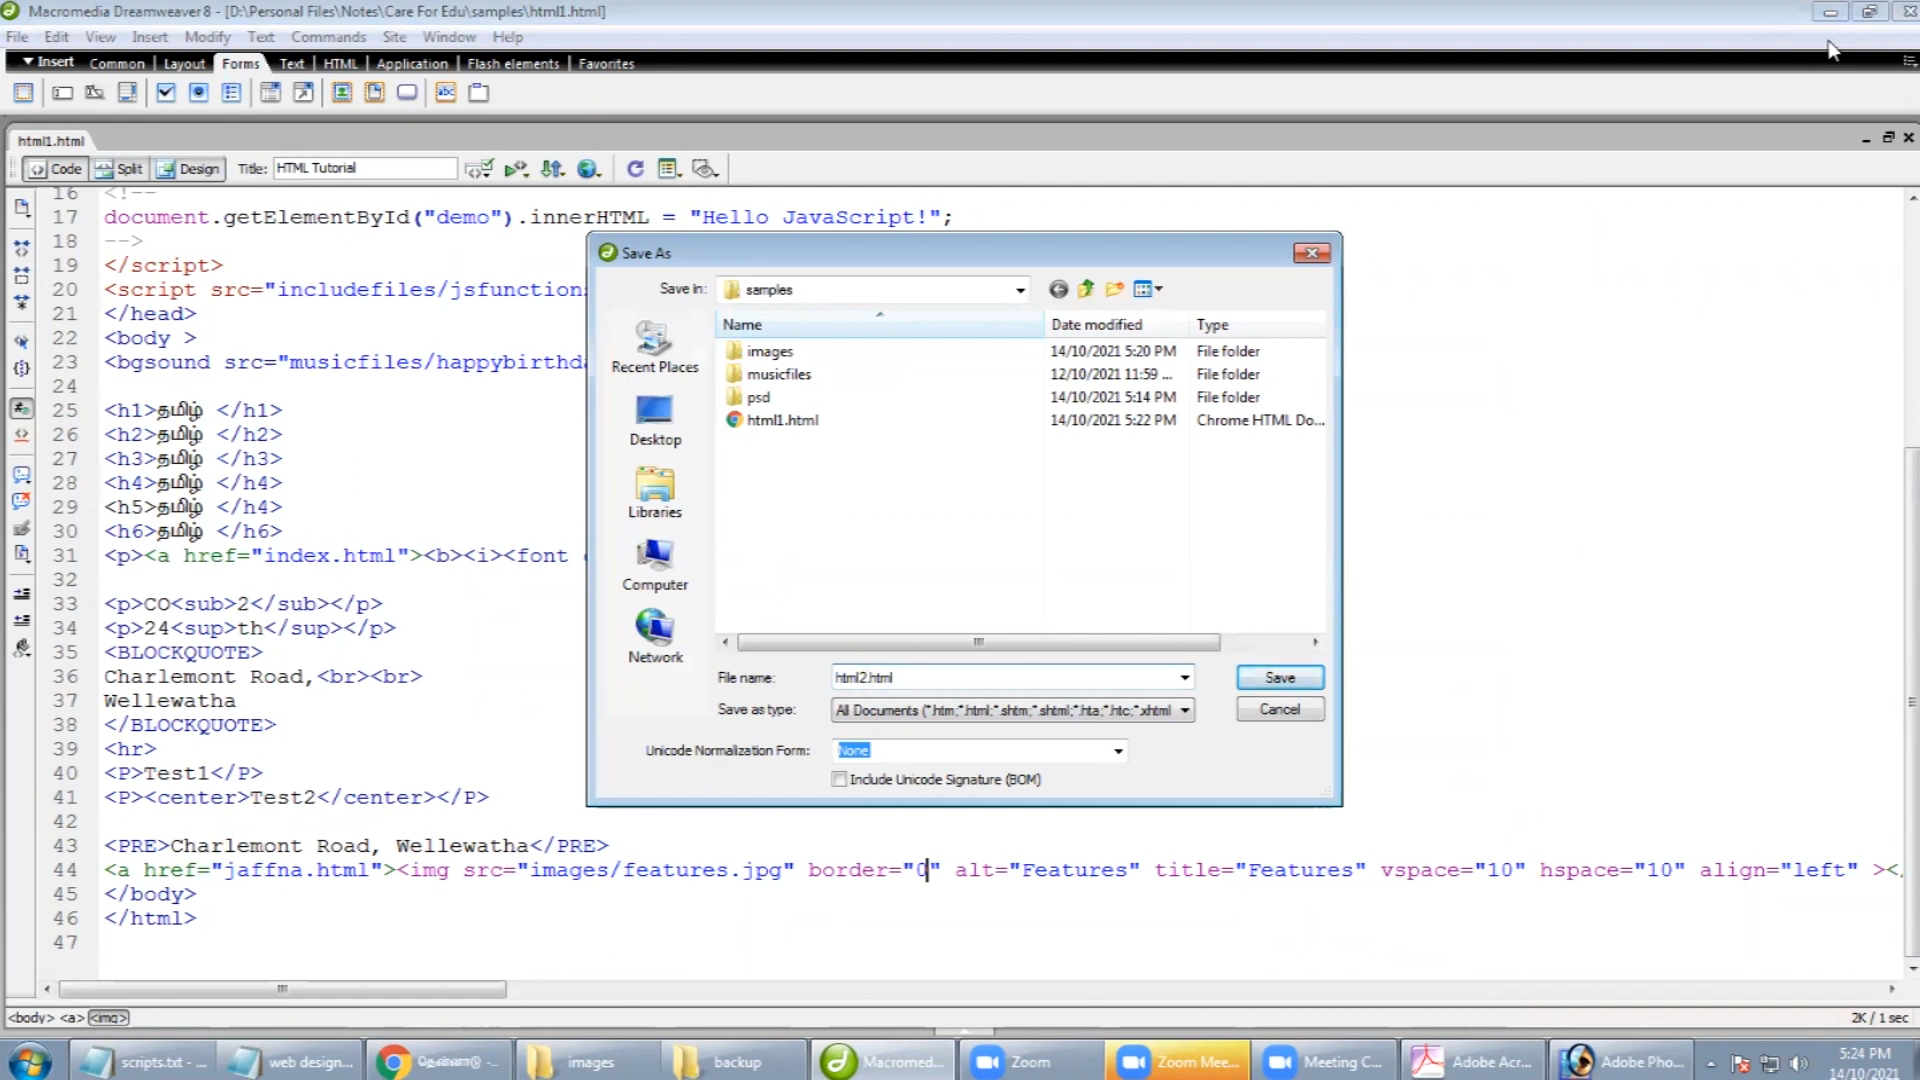 Macromedia Dreamweaver 8 - [D:\Personal Files\Notes\Care For Edu\samples\html1.html]
File Edit View Insert Modify Text Commands Site Window Help
Insert Common Layout Forms Text HTML Application Flash elements Favorites
html1.html
Code Split Design Title: HTML Tutorial
16 <!--
17 document.getElementById("demo").innerHTML = "Hello JavaScript!";
18 -->
19 </script>
20 <script src="includefiles/jsfunction
21 </head>
22 <body >
23 <bgsound src="musicfiles/happybirthd
24
25 <h1>தமிழ் </h1>
26 <h2>தமிழ் </h2>
27 <h3>தமிழ் </h3>
28 <h4>தமிழ் </h4>
29 <h5>தமிழ் </h4>
30 <h6>தமிழ் </h6>
31 <p><a href="index.html"><b><i><font
32
33 <p>CO<sub>2</sub></p>
34 <p>24<sup>th</sup></p>
35 <BLOCKQUOTE>
36 Charlemont Road,<br><br>
37 Wellewatha
38 </BLOCKQUOTE>
39 <hr>
40 <P>Test1</P>
41 <P><center>Test2</center></P>
42
43 <PRE>Charlemont Road, Wellewatha</PRE>
44 <a href="jaffna.html"><img src="images/features.jpg" border="0" alt="Features" title="Features" vspace="10" hspace="10" align="left" ><
45 </body>
46 </html>
47
Save As
Save in: samples
Name Date modified Type
images 14/10/2021 5:20 PM File folder
musicfiles 12/10/2021 11:59 ... File folder
psd 14/10/2021 5:14 PM File folder
html1.html 14/10/2021 5:22 PM Chrome HTML Do...
Recent Places
Desktop
Libraries
Computer
Network
File name: html2.html Save
Save as type: All Documents (*.htm;*.html;*.shtm;*.shtml;*.hta;*.htc;*.xhtml Cancel
Unicode Normalization Form: None
Include Unicode Signature (BOM)
<body> <a> <img> 2K / 1 sec
scripts.txt - ... web design... தேன்னாடு -... images backup Macromed... Zoom Zoom Mee... Meeting C... Adobe Acr... Adobe Pho... 5:24 PM
14/10/2021